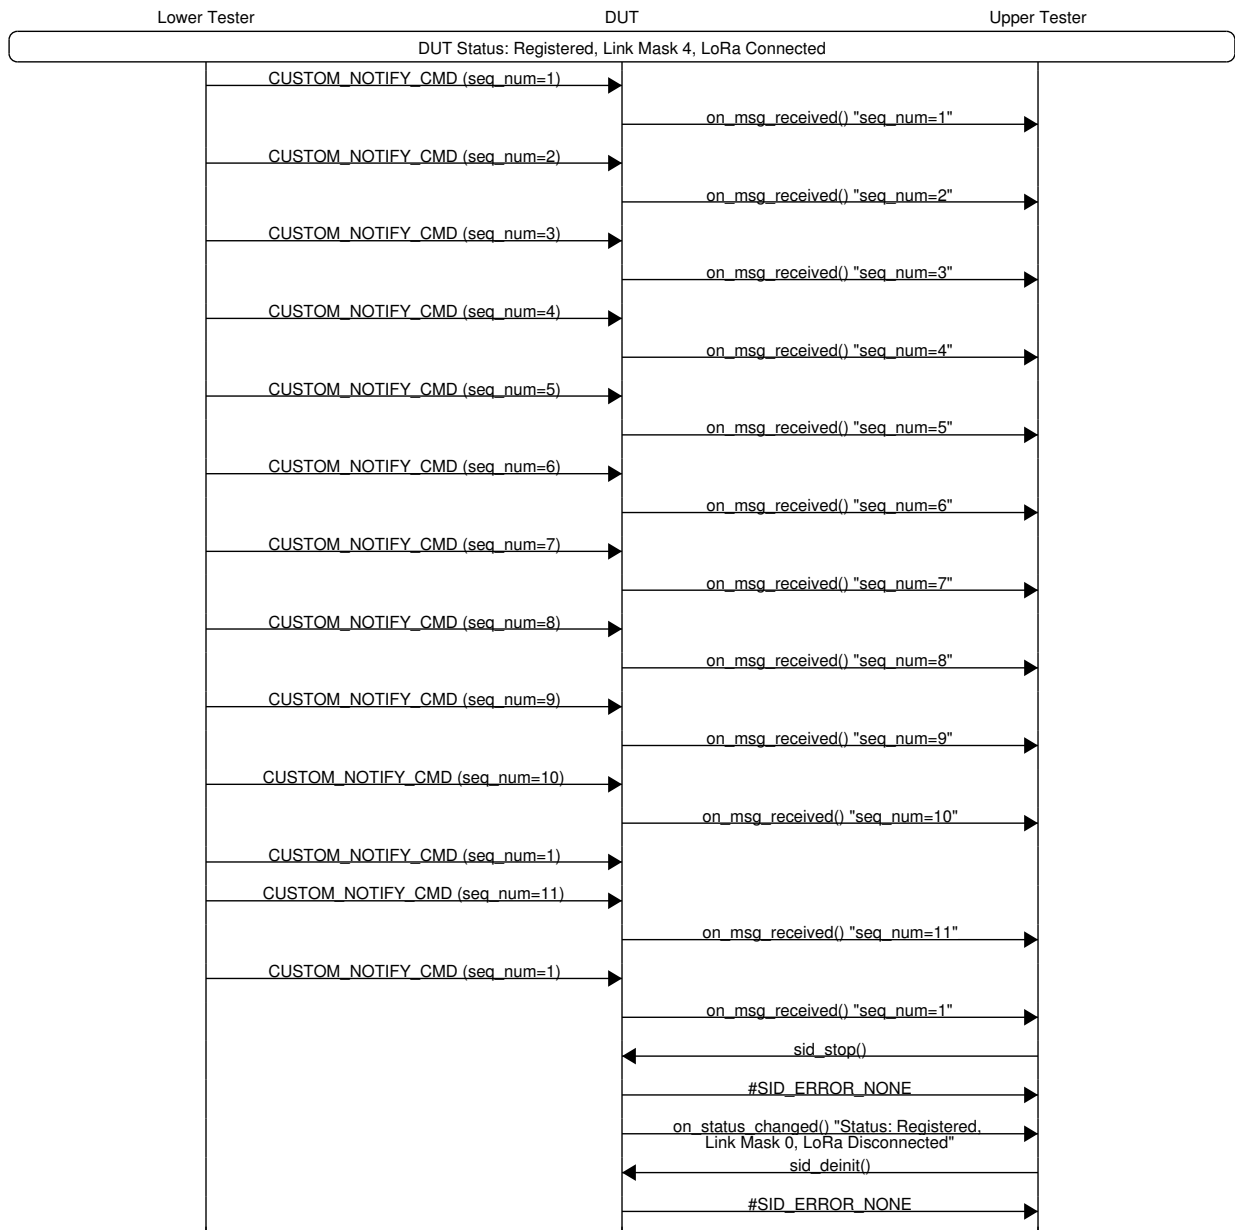 Lower Tester
DUT
Upper Tester
DUT Status: Registered, Link Mask 4, LoRa Connected
CUSTOM_NOTIFY_CMD (seq_num=1)
on_msg_received() "seq_num=1"
CUSTOM_NOTIFY_CMD (seq_num=2)
on_msg_received() "seq_num=2"
CUSTOM_NOTIFY_CMD (seq_num=3)
on_msg_received() "seq_num=3"
CUSTOM_NOTIFY_CMD (seq_num=4)
on_msg_received() "seq_num=4"
CUSTOM_NOTIFY_CMD (seq_num=5)
on_msg_received() "seq_num=5"
CUSTOM_NOTIFY_CMD (seq_num=6)
on_msg_received() "seq_num=6"
CUSTOM_NOTIFY_CMD (seq_num=7)
on_msg_received() "seq_num=7"
CUSTOM_NOTIFY_CMD (seq_num=8)
on_msg_received() "seq_num=8"
CUSTOM_NOTIFY_CMD (seq_num=9)
on_msg_received() "seq_num=9"
CUSTOM_NOTIFY_CMD (seq_num=10)
on_msg_received() "seq_num=10"
CUSTOM_NOTIFY_CMD (seq_num=1)
CUSTOM_NOTIFY_CMD (seq_num=11)
on_msg_received() "seq_num=11"
CUSTOM_NOTIFY_CMD (seq_num=1)
on_msg_received() "seq_num=1"
sid_stop()
#SID_ERROR_NONE
on_status_changed() "Status: Registered,
Link Mask 0, LoRa Disconnected"
sid_deinit()
#SID_ERROR_NONE